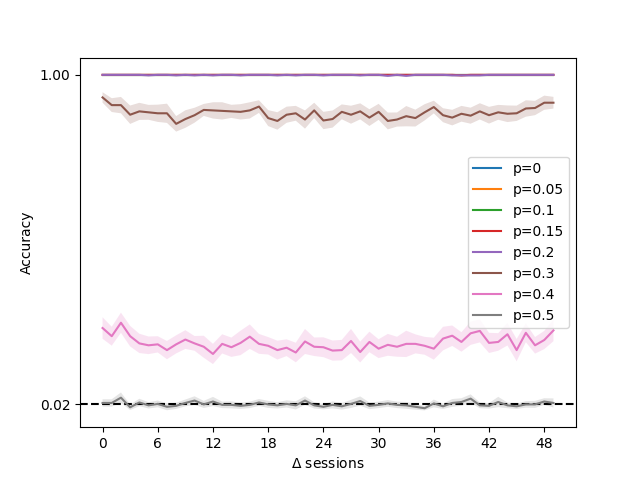 1.00
Accuracy
p=0
p=0.05
p=0.1
p=0.15
p=0.2
p=0.3
p=0.4
p=0.5
0.02
0 6 12 18 24 30 36 42 48
Δ sessions